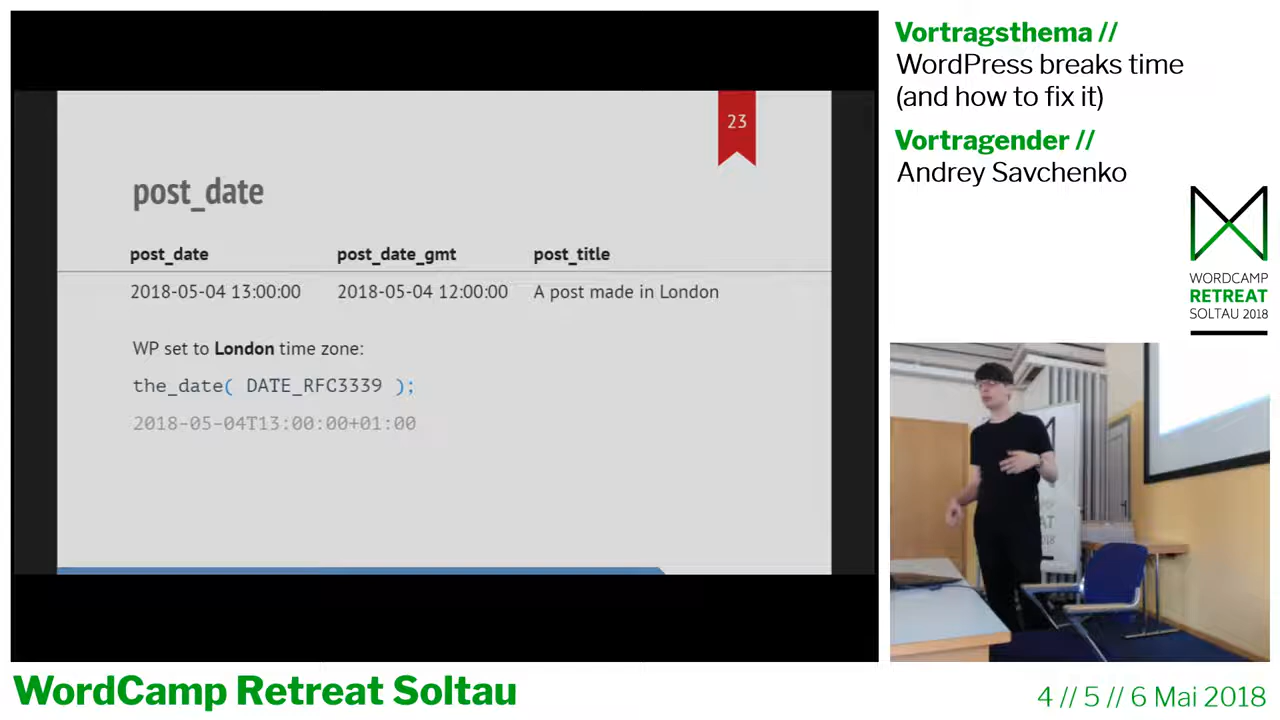 23
post_date
post_date post_date_gmt post_title
2018-05-04 13:00:00 2018-05-04 12:00:00 A post made in London
WP set to London time zone:
the_date( DATE_RFC3339 );
2018-05-04T13:00:00+01:00
Vortragsthema //
WordPress breaks time
(and how to fix it)
Vortragender //
Andrey Savchenko
WORDCAMP
RETREAT
SOLTAU 2018
WordCamp Retreat Soltau
4 // 5 // 6 Mai 2018